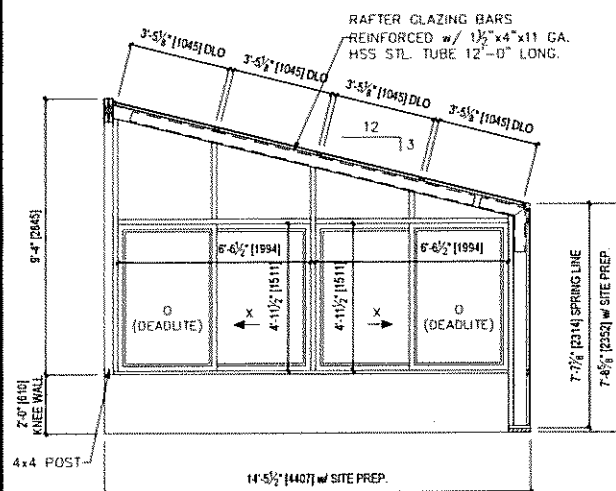 RAFTER GLAZING BARS
REINFORCED w/ 1½"x4"x11 GA.
HSS STL. TUBE 12'-0" LONG.
3'-5⅛" [1045] DLO
3'-5⅛" [1045] DLO
3'-5⅛" [1045] DLO
3'-5⅛" [1045] DLO
12
3
9'-4" [2845]
6'-6½" [1994]
6'-6½" [1994]
4'-11½" [1511]
4'-11½" [1511]
O
(DEADLITE)
X
X
O
(DEADLITE)
7'-7⅛" [2314] SPRING LINE
7'-8⅝" [2352] w/ SITE PREP.
2'-0" [610]
KNEE WALL
4x4 POST
14'-5½" [4407] w/ SITE PREP.